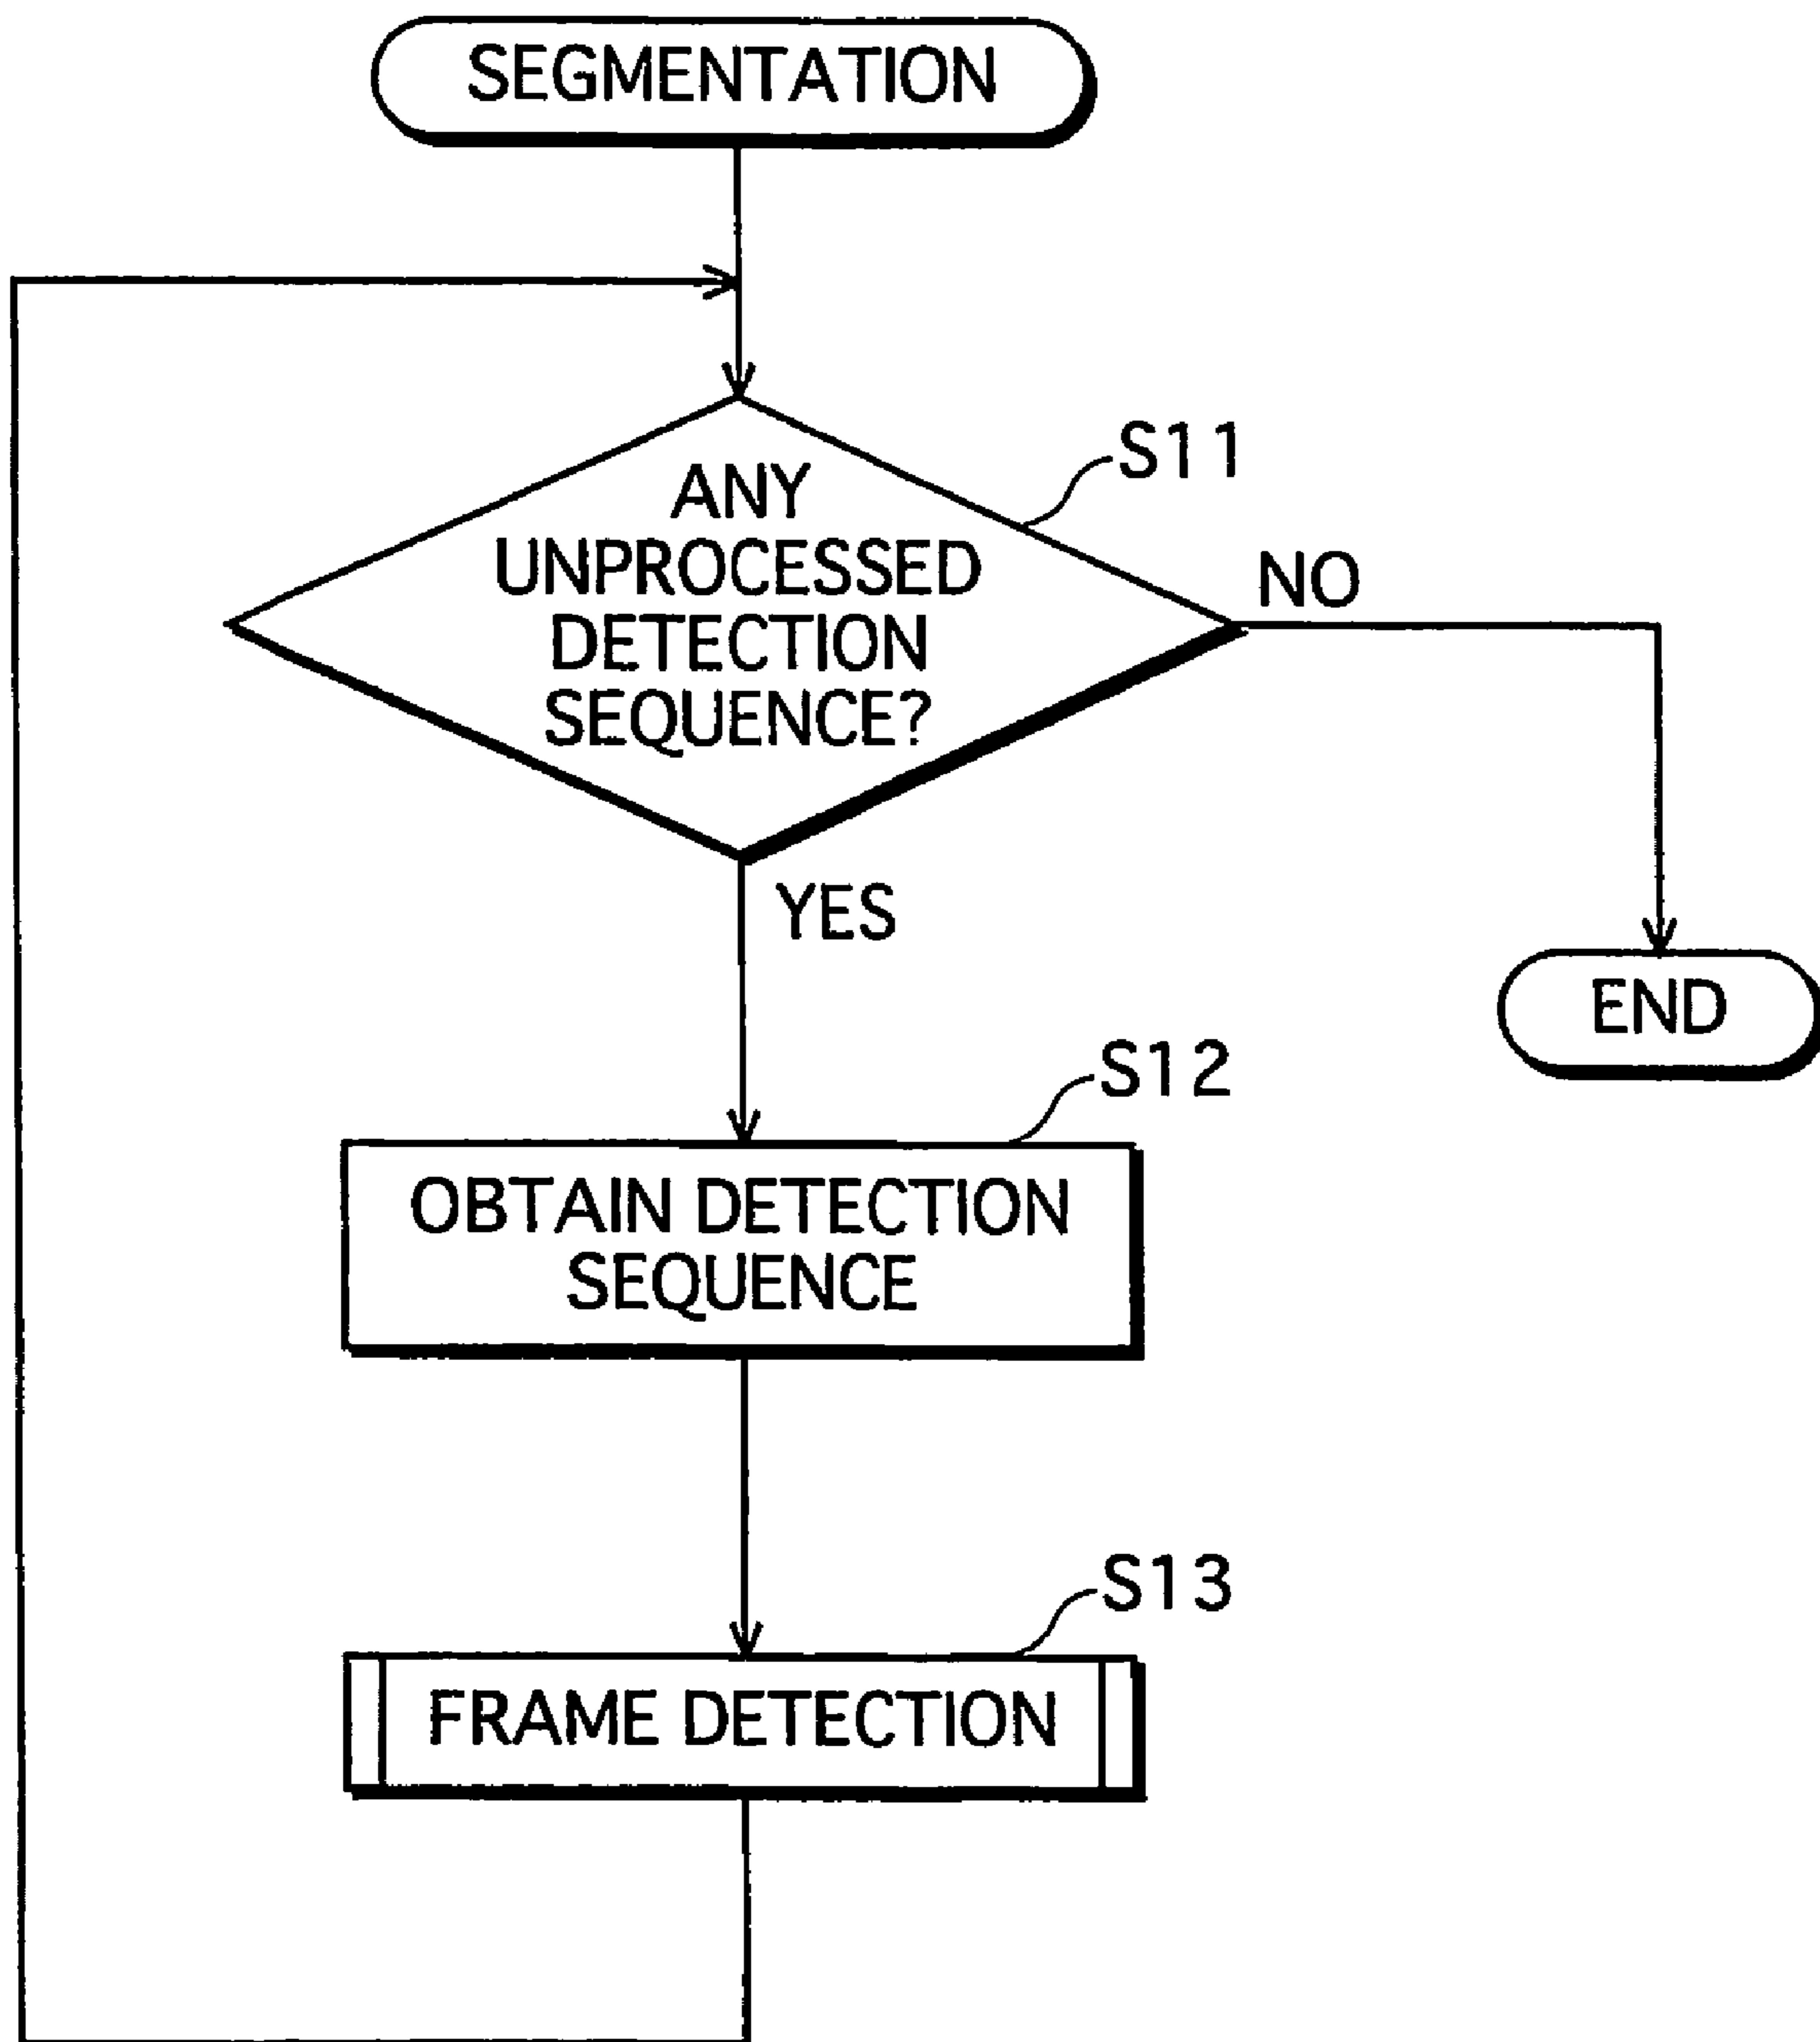 SEGMENTATION
S11
ANY
UNPROCESSED
DETECTION
SEQUENCE?
NO
YES
END
S12
OBTAIN DETECTION
SEQUENCE
S13
FRAME DETECTION